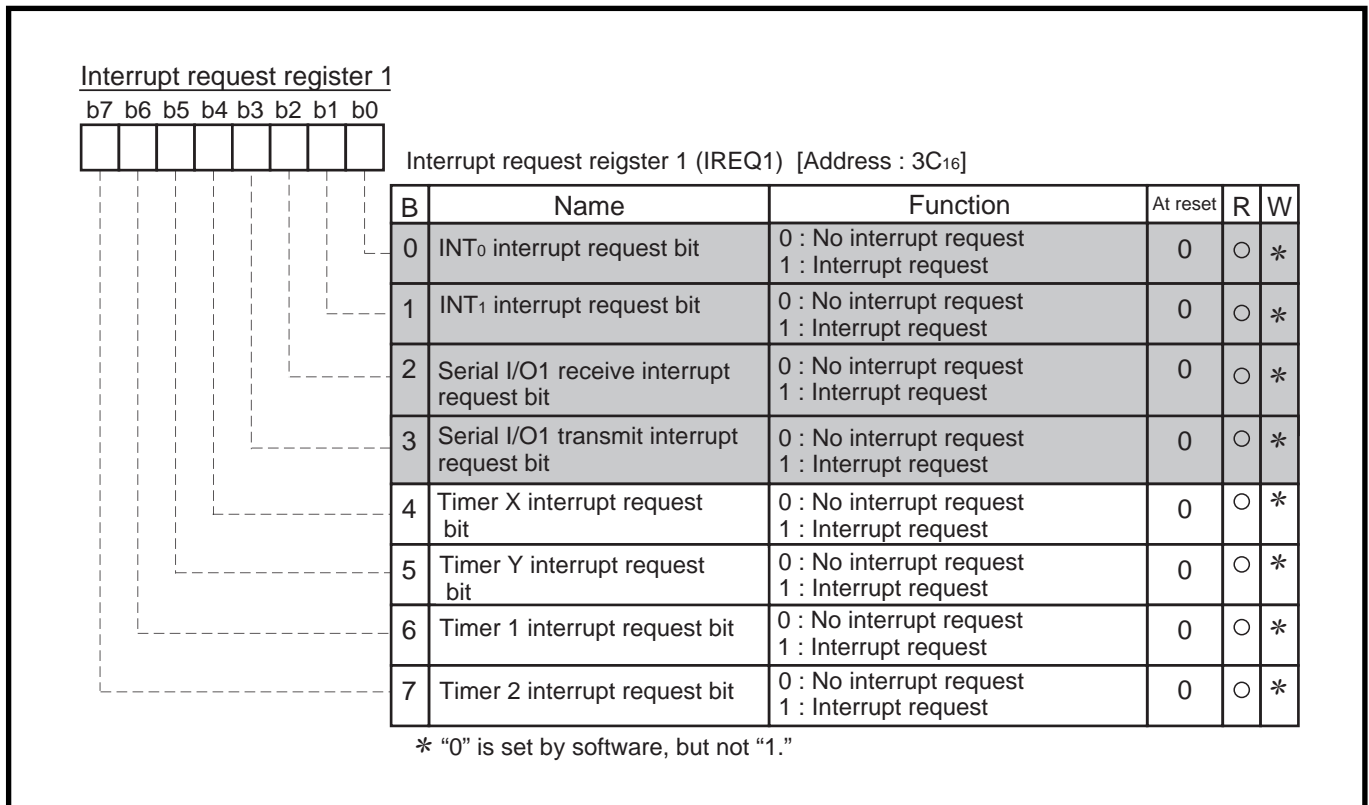 Interrupt request register 1
b7 b6 b5 b4 b3 b2 b1 b0
Interrupt request reigster 1 (IREQ1) [Address : 3C16]
B Name Function At reset R W
0 INT0 interrupt request bit 0 : No interrupt request 0 ○ *
1 : Interrupt request
1 INT1 interrupt request bit 0 : No interrupt request 0 ○ *
1 : Interrupt request
2 Serial I/O1 receive interrupt 0 : No interrupt request 0 ○ *
request bit 1 : Interrupt request
3 Serial I/O1 transmit interrupt 0 : No interrupt request 0 ○ *
request bit 1 : Interrupt request
4 Timer X interrupt request 0 : No interrupt request 0 ○ *
bit 1 : Interrupt request
5 Timer Y interrupt request 0 : No interrupt request 0 ○ *
bit 1 : Interrupt request
6 Timer 1 interrupt request bit 0 : No interrupt request 0 ○ *
1 : Interrupt request
7 Timer 2 interrupt request bit 0 : No interrupt request 0 ○ *
1 : Interrupt request
* “0” is set by software, but not “1.”